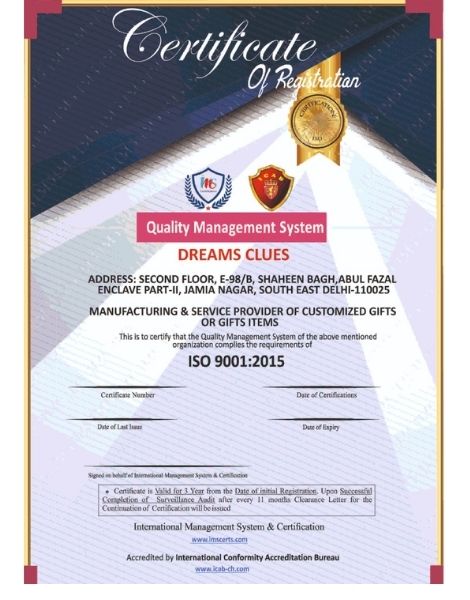 Certificate
Of Registration
CERTIFICATION
ISO
IMS
ICAB
Quality Management System
DREAMS CLUES
ADDRESS: SECOND FLOOR, E-98/B, SHAHEEN BAGH,ABUL FAZAL
ENCLAVE PART-II, JAMIA NAGAR, SOUTH EAST DELHI-110025
MANUFACTURING & SERVICE PROVIDER OF CUSTOMIZED GIFTS
OR GIFTS ITEMS
This is to certify that the Quality Management System of the above mentioned
organization complies the requirements of
ISO 9001:2015
Certificate Number Date of Certifications
Date of Last Issue Date of Expiry
Signed on behalf of International Management System & Certification
• Certificate is Valid for 3 Year from the Date of initial Registration. Upon Successful
Completion of Surveillance Audit after every 11 months Clearance Letter for the
Continuation of Certification will be issued
International Management System & Certification
www.imscerts.com
Accredited by International Conformity Accreditation Bureau
www.icab-ch.com